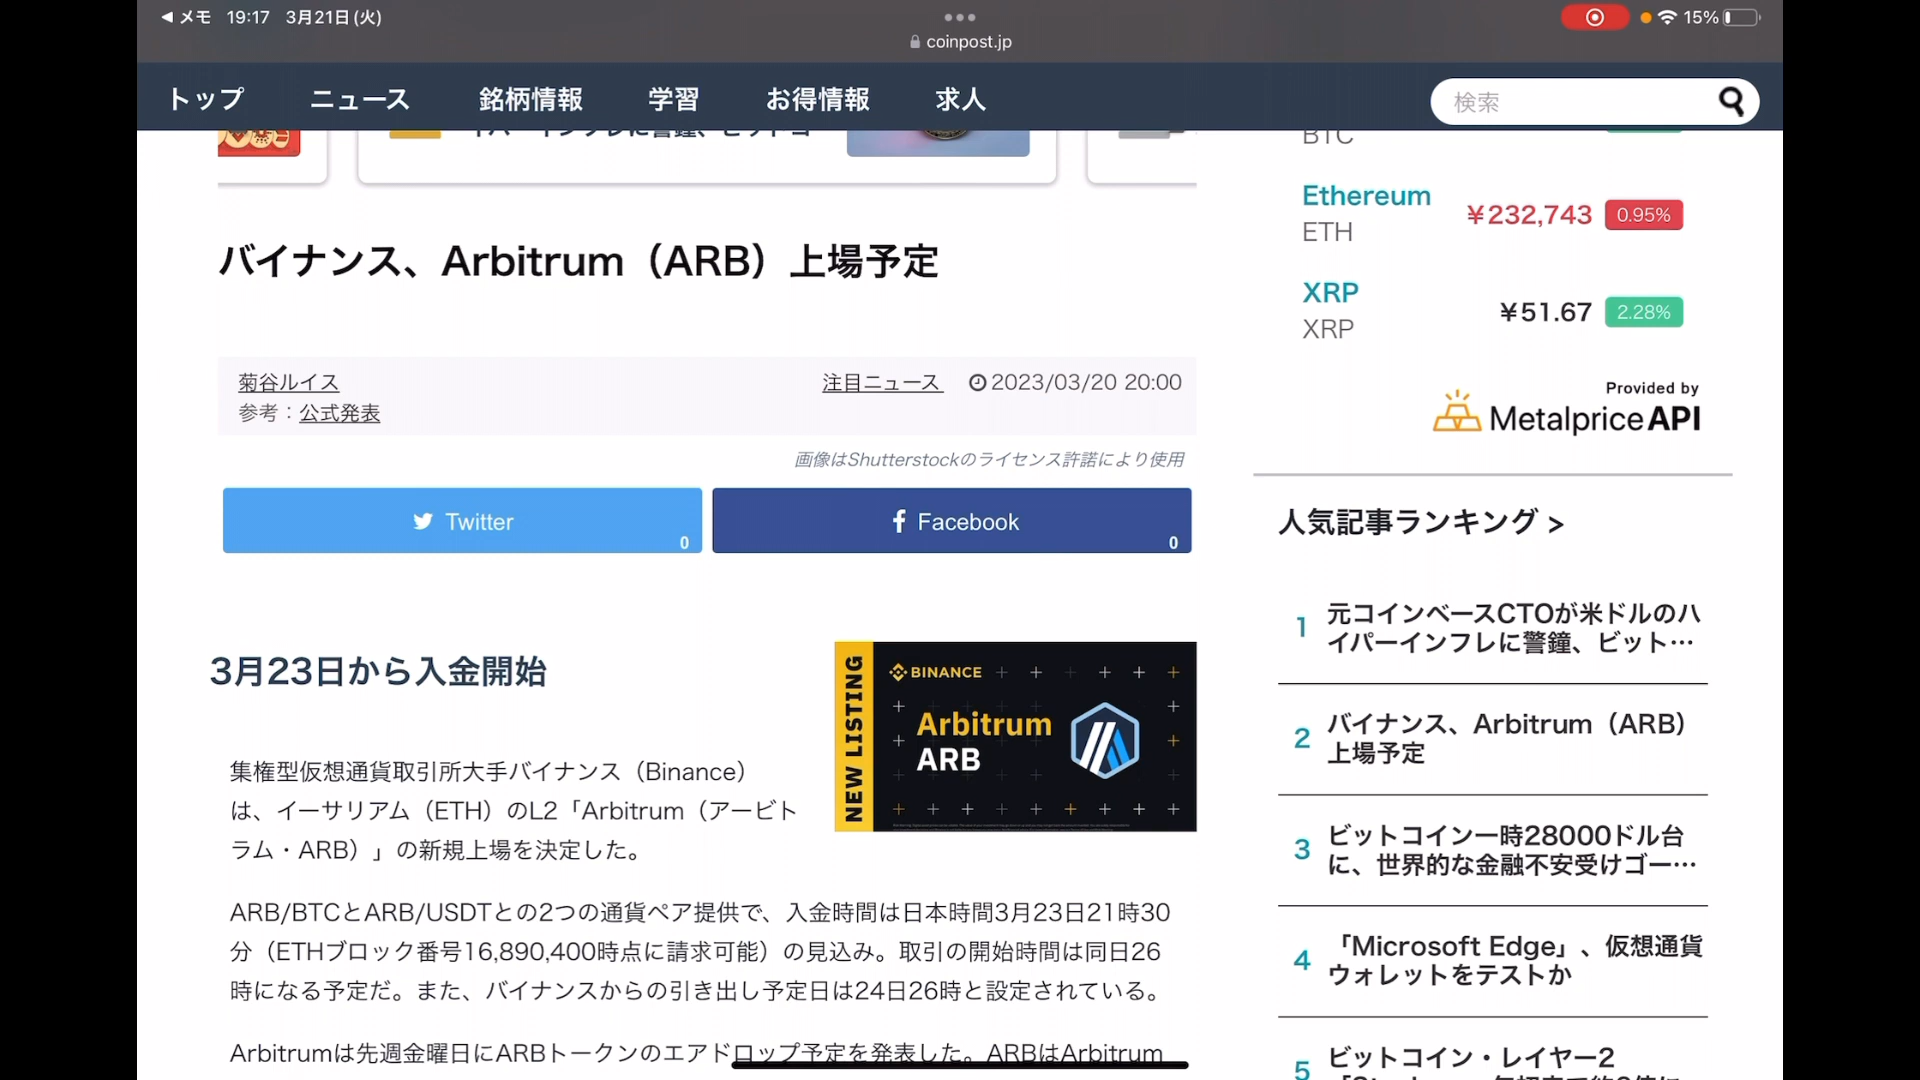 ◀メモ 19:17 3月21日(火)
15%
coinpost.jp
トップ ニュース 銘柄情報 学習 お得情報 求人
検索
イパーインフレに警鐘、ビットコ
BTC
Ethereum
ETH
¥232,743
0.95%
XRP
XRP
¥51.67
2.28%
Provided by
MetalpriceAPI
バイナンス、Arbitrum（ARB）上場予定
菊谷ルイス
注目ニュース
2023/03/20 20:00
参考：公式発表
画像はShutterstockのライセンス許諾により使用
Twitter
0
Facebook
0
3月23日から入金開始
NEW LISTING
BINANCE
Arbitrum
ARB
集権型仮想通貨取引所大手バイナンス（Binance）
は、イーサリアム（ETH）のL2「Arbitrum（アービト
ラム・ARB）」の新規上場を決定した。
ARB/BTCとARB/USDTとの2つの通貨ペア提供で、入金時間は日本時間3月23日21時30
分（ETHブロック番号16,890,400時点に請求可能）の見込み。取引の開始時間は同日26
時になる予定だ。また、バイナンスからの引き出し予定日は24日26時と設定されている。
Arbitrumは先週金曜日にARBトークンのエアドロップ予定を発表した。ARBはArbitrum
人気記事ランキング >
1
元コインベースCTOが米ドルのハ
イパーインフレに警鐘、ビット…
2
バイナンス、Arbitrum（ARB）
上場予定
3
ビットコイン一時28000ドル台
に、世界的な金融不安受けゴー…
4
「Microsoft Edge」、仮想通貨
ウォレットをテストか
5
ビットコイン・レイヤー2